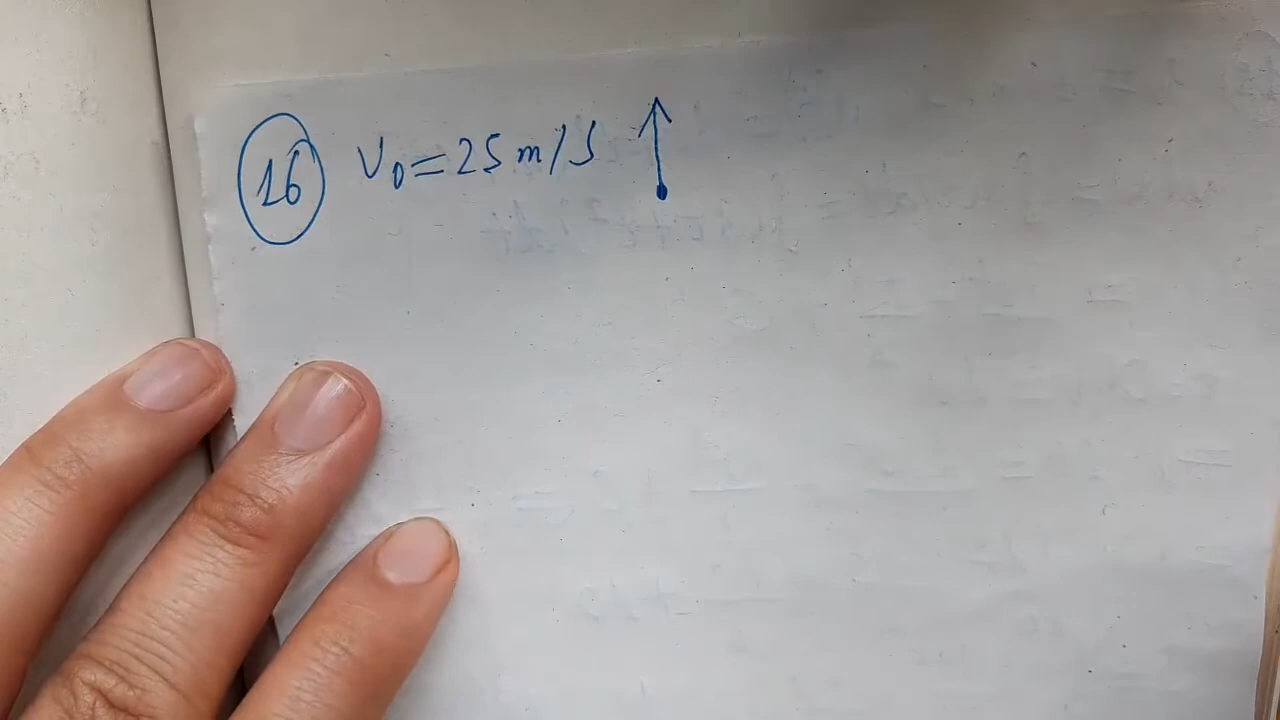 16 V₀ = 25 m/s